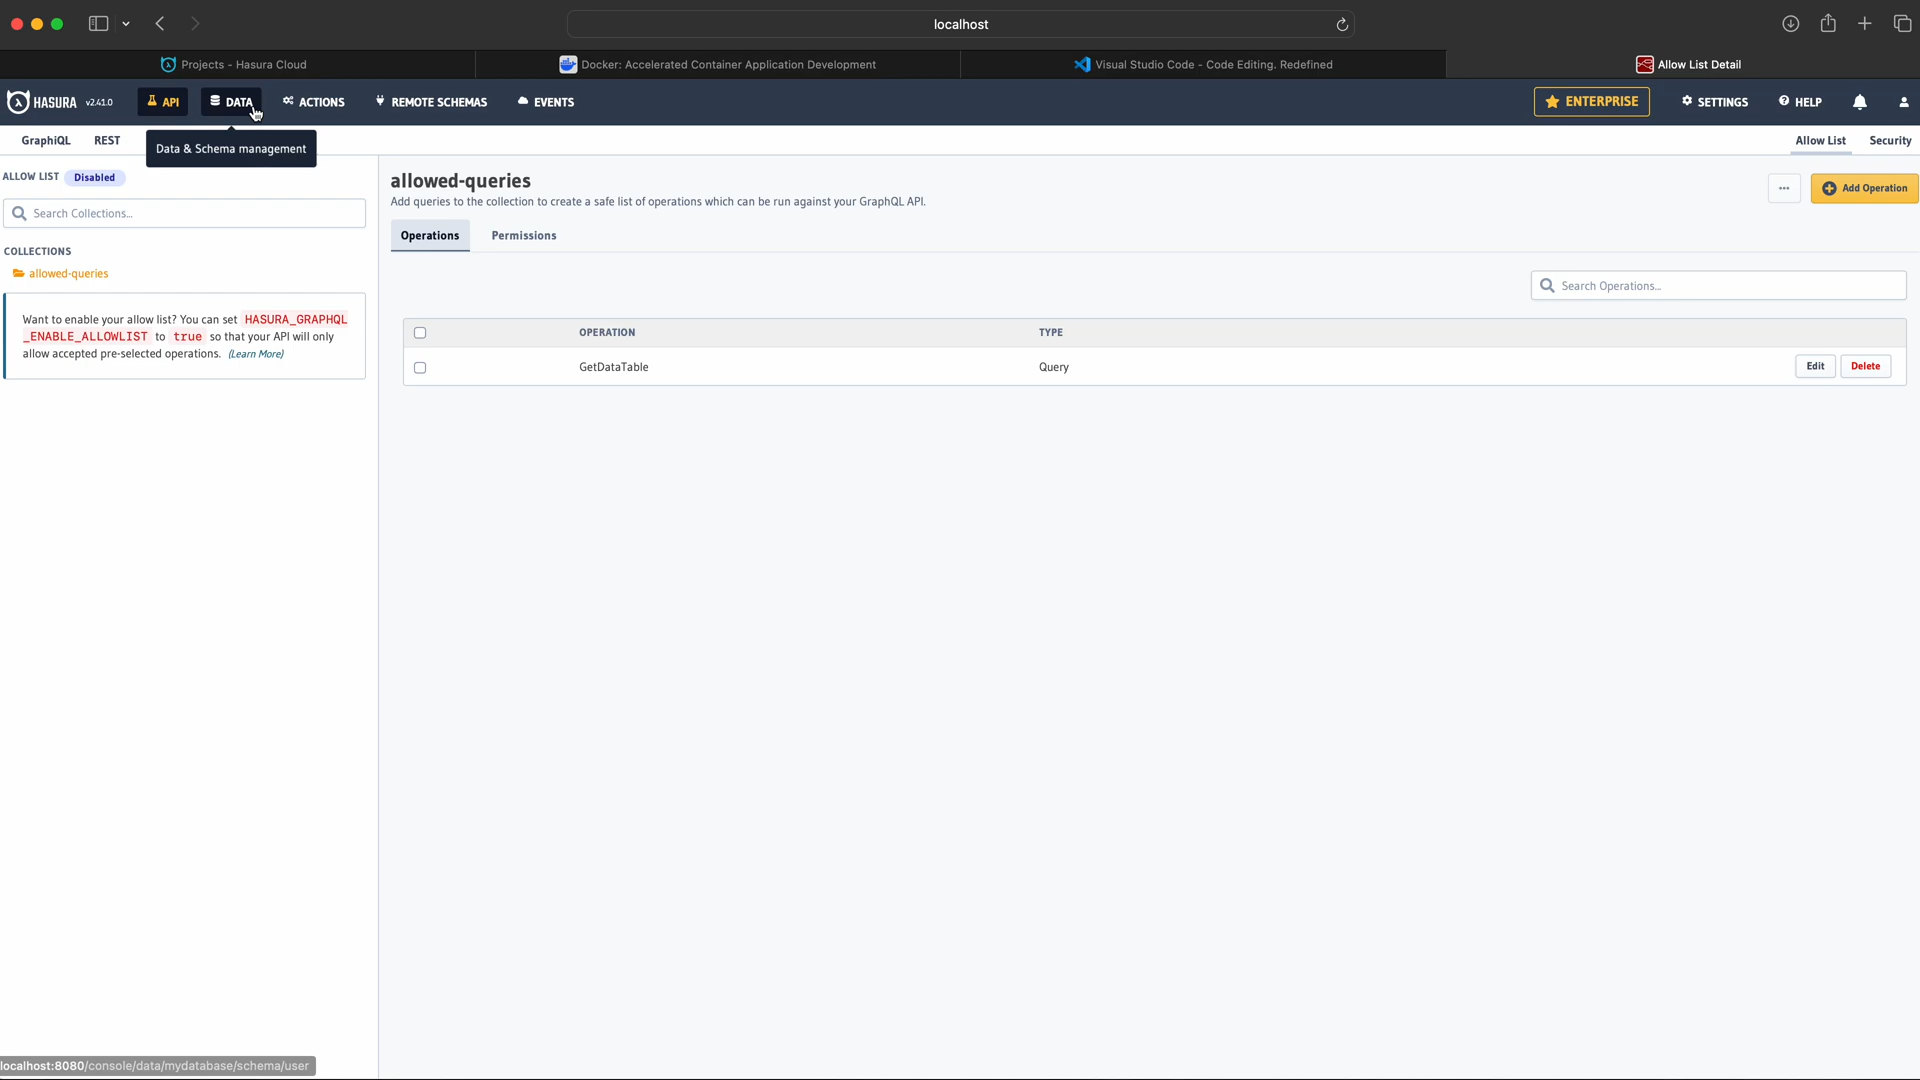 localhost
Projects - Hasura Cloud
Docker: Accelerated Container Application Development
Visual Studio Code - Code Editing. Redefined
Allow List Detail
HASURA v2.41.0
API
DATA
ACTIONS
REMOTE SCHEMAS
EVENTS
ENTERPRISE
SETTINGS
HELP
GraphiQL
REST
Data & Schema management
Allow List
Security
ALLOW LIST Disabled
Search Collections...
COLLECTIONS
allowed-queries
Want to enable your allow list? You can set HASURA_GRAPHQL
_ENABLE_ALLOWLIST to true so that your API will only
allow accepted pre-selected operations. (Learn More)
allowed-queries
Add queries to the collection to create a safe list of operations which can be run against your GraphQL API.
...
Add Operation
Operations
Permissions
Search Operations...
OPERATION TYPE
GetDataTable Query Edit Delete
localhost:8080/console/data/mydatabase/schema/user